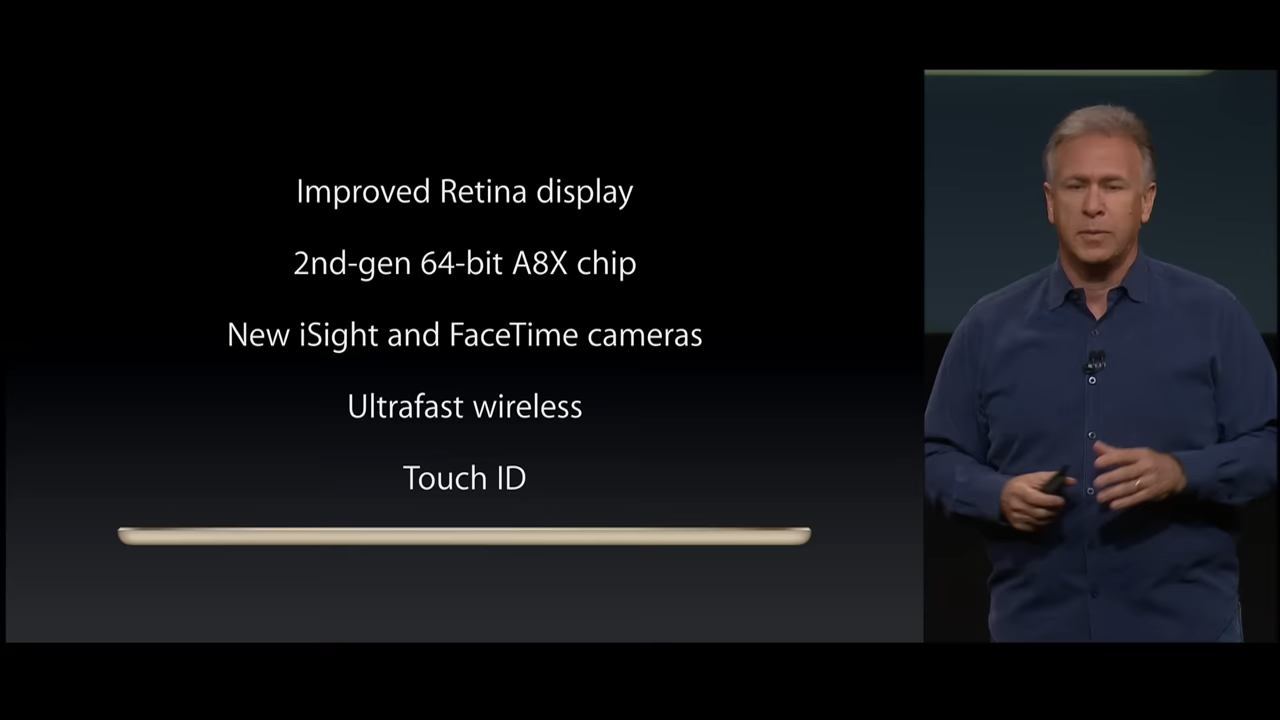 Improved Retina display
2nd-gen 64-bit A8X chip
New iSight and FaceTime cameras
Ultrafast wireless
Touch ID